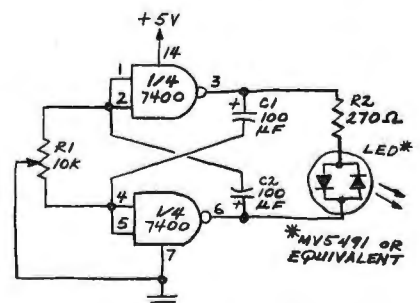 +5V
14
1
2
1/4
7400
3
+
C1
100
µF
R2
270Ω
R1
10K
LED*
4
5
1/4
7400
6
7
C2
100
µF
+
*MV5491 OR
EQUIVALENT